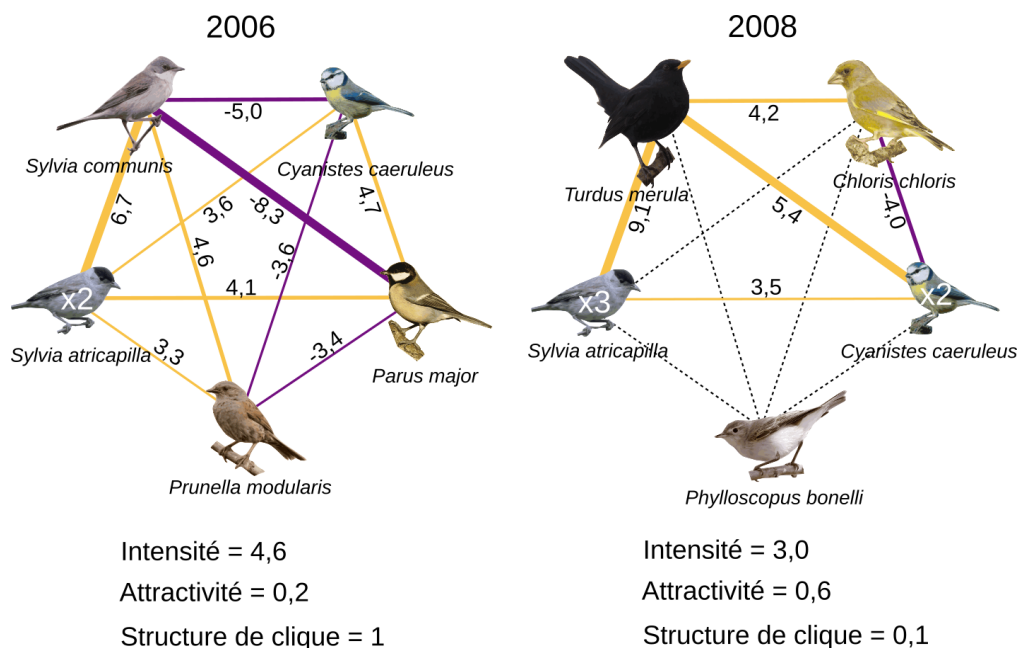 2006
-5,0
Sylvia communis
Cyanistes caeruleus
6,7
3,6
-8,3
4,7
4,6
-3,6
x2
4,1
Sylvia atricapilla
3,3
-3,4
Parus major
Prunella modularis
Intensité = 4,6
Attractivité = 0,2
Structure de clique = 1
2008
4,2
Turdus merula
Chloris chloris
9,1
5,4
-4,0
x3
3,5
x2
Sylvia atricapilla
Cyanistes caeruleus
Phylloscopus bonelli
Intensité = 3,0
Attractivité = 0,6
Structure de clique = 0,1